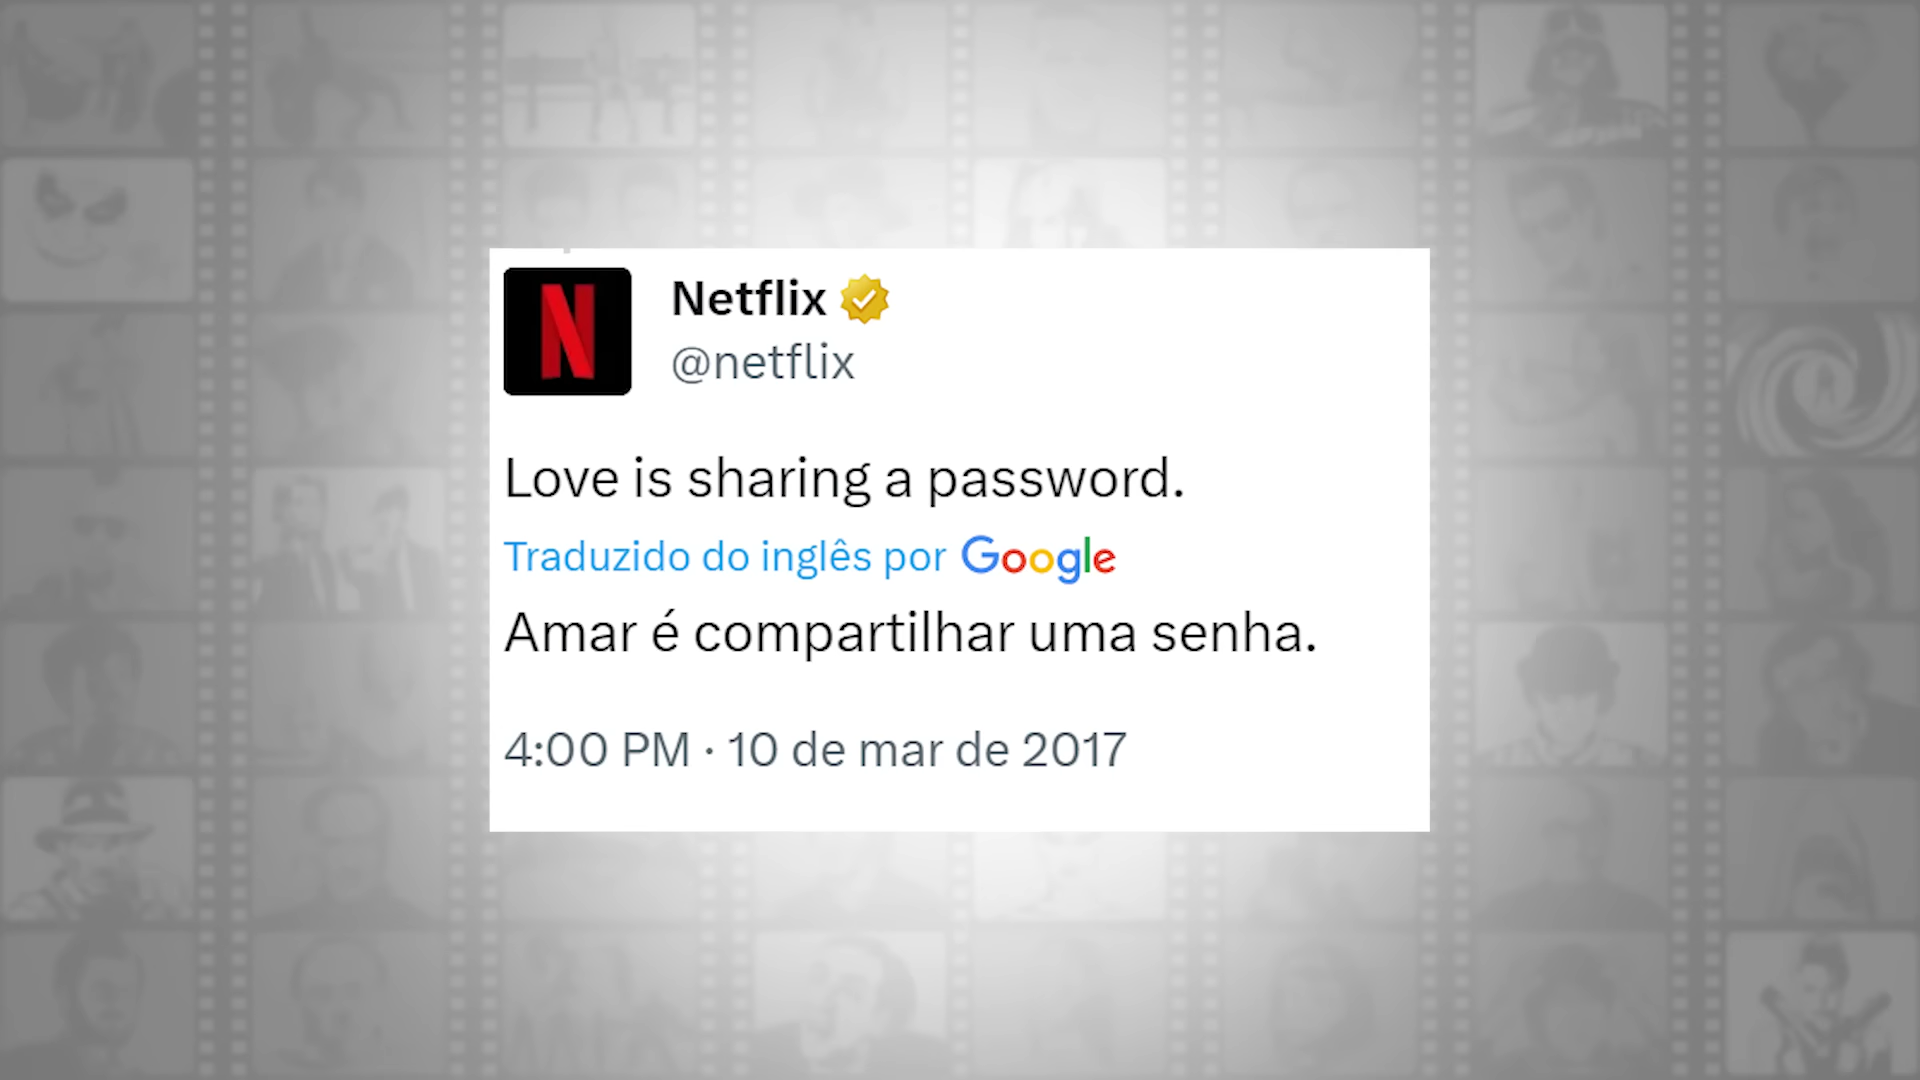 Netflix
@netflix
Love is sharing a password.
Traduzido do inglês por Google
Amar é compartilhar uma senha.
4:00 PM · 10 de mar de 2017